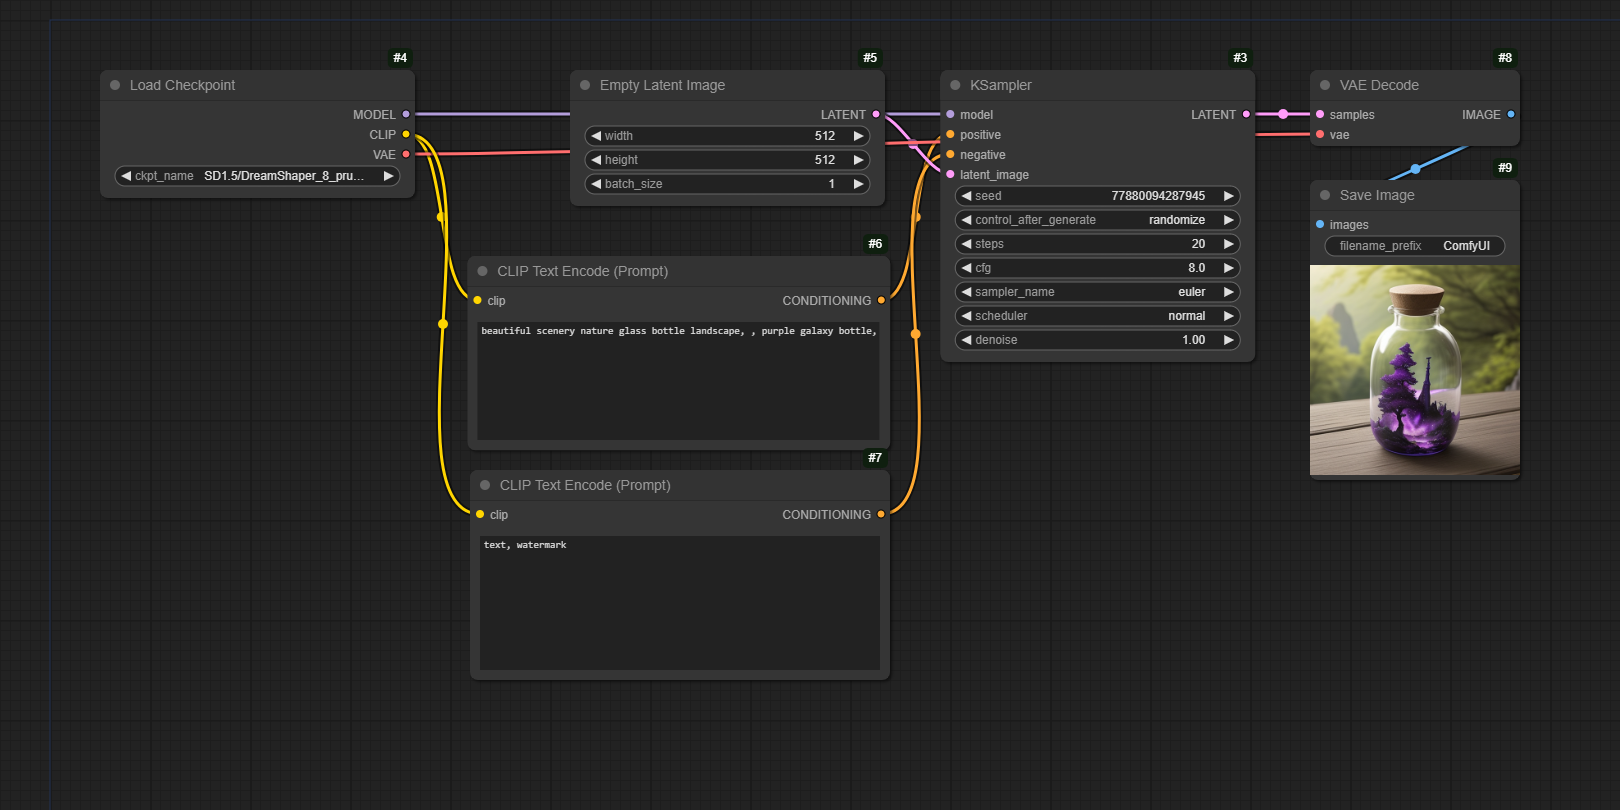 #4
Load Checkpoint
MODEL
CLIP
VAE
ckpt_name SD1.5/DreamShaper_8_pru...
#5
Empty Latent Image
LATENT
width 512
height 512
batch_size 1
#6
CLIP Text Encode (Prompt)
clip CONDITIONING
beautiful scenery nature glass bottle landscape, , purple galaxy bottle,
#7
CLIP Text Encode (Prompt)
clip CONDITIONING
text, watermark
#3
KSampler
model LATENT
positive
negative
latent_image
seed 77880094287945
control_after_generate randomize
steps 20
cfg 8.0
sampler_name euler
scheduler normal
denoise 1.00
#8
VAE Decode
samples IMAGE
vae
#9
Save Image
images
filename_prefix ComfyUI